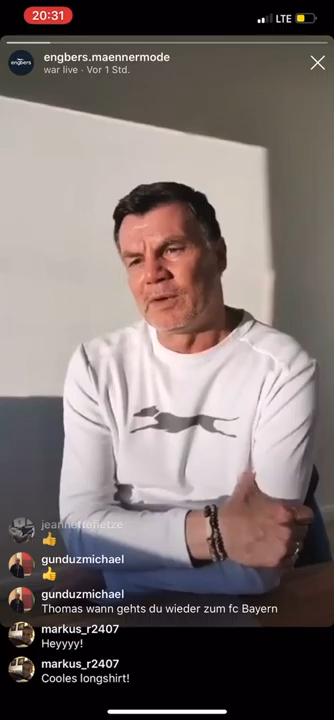 20:31
LTE
engbers
engbers.maennermode
war live · Vor 1 Std.
jeannettefietze
👍
gunduzmichael
👍
gunduzmichael
Thomas wann gehts du wieder zum fc Bayern
markus_r2407
Heyyyy!
markus_r2407
Cooles longshirt!